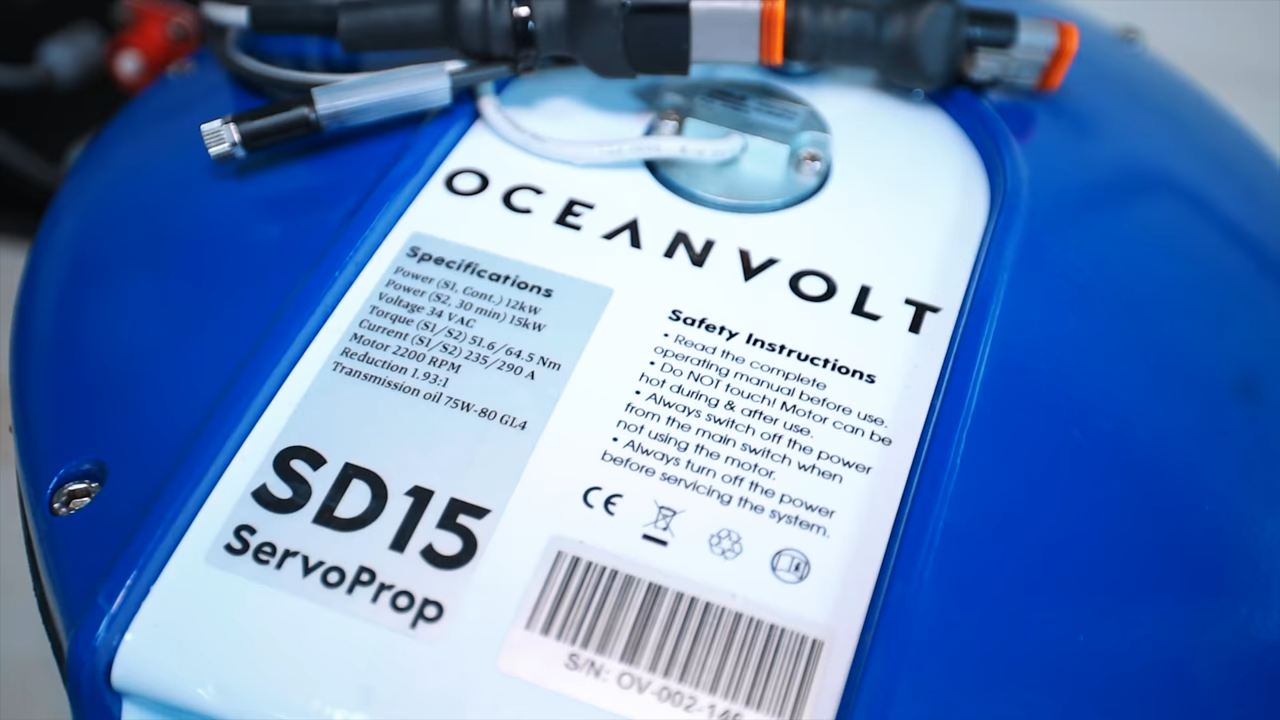 OCEANVOLT
Specifications
Power (S1, Cont.) 12kW
Power (S2, 30 min) 15kW
Voltage 34 VAC
Torque (S1/S2) 51.6/64.5 Nm
Current (S1/S2) 235/290 A
Motor 2200 RPM
Reduction 1.93:1
Transmission oil 75W-80 GL4
SD15
ServoProp
Safety Instructions
• Read the complete
operating manual before use.
• Do NOT touch! Motor can be
hot during & after use.
• Always switch off the power
from the main switch when
not using the motor.
• Always turn off the power
before servicing the system.
CE
S/N: OV-002-